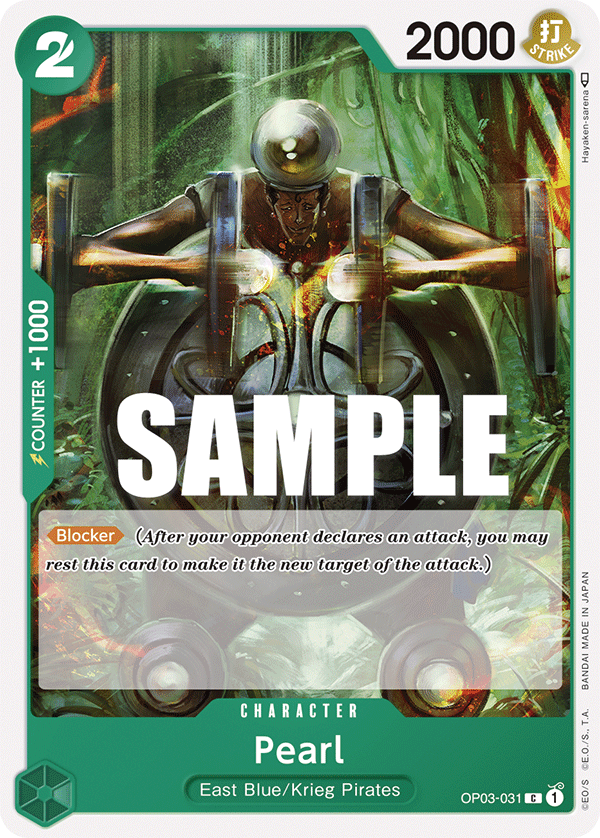 2
2000
打
STRIKE
Hayaken-sarena
COUNTER +1000
SAMPLE
Blocker (After your opponent declares an attack, you may
rest this card to make it the new target of the attack.)
CHARACTER
Pearl
East Blue/Krieg Pirates
OP03-031 C 1
©EO/S ©E.O./S., T.A. BANDAI MADE IN JAPAN